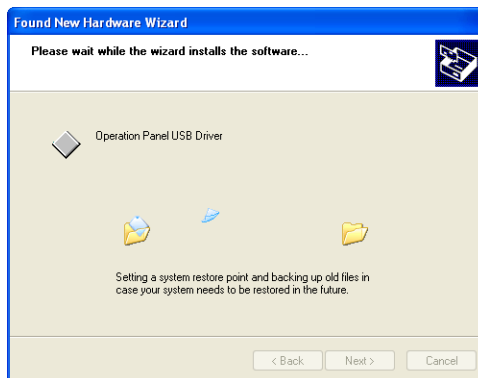 Found New Hardware Wizard
Please wait while the wizard installs the software...
Operation Panel USB Driver
Setting a system restore point and backing up old files in
case your system needs to be restored in the future.
< Back
Next >
Cancel